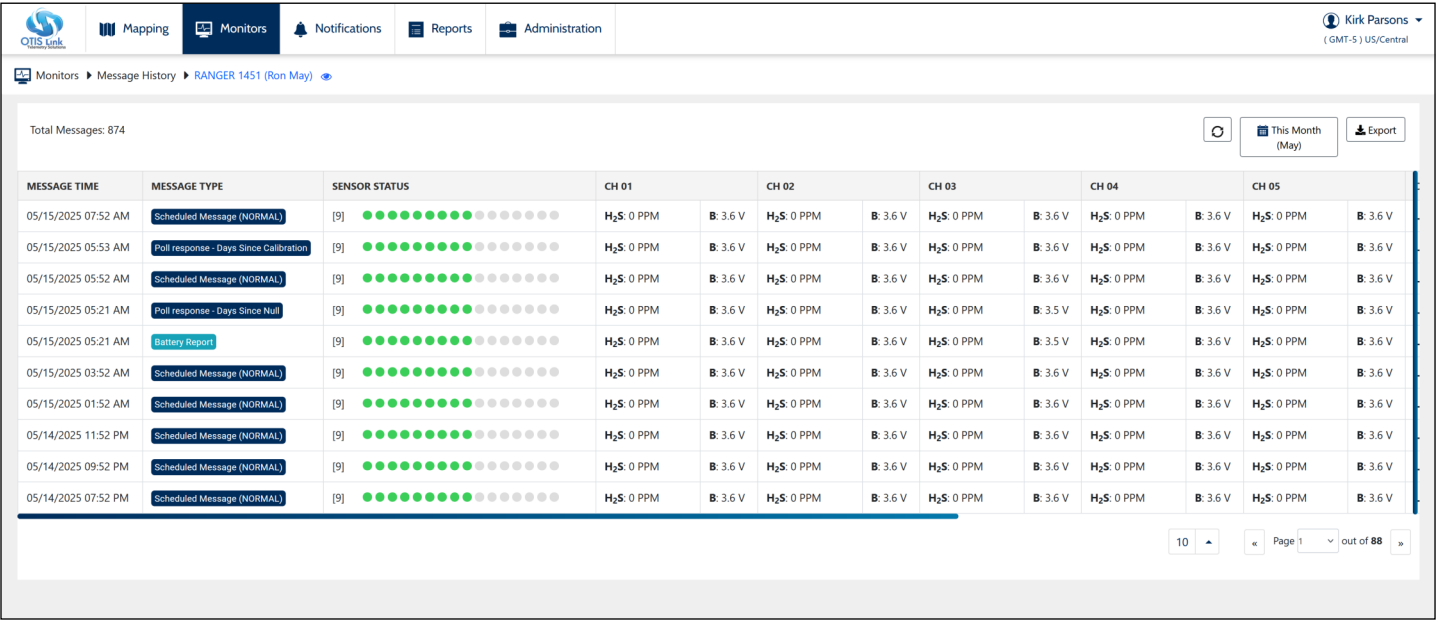 OTIS Link
Telemetry Solutions
Mapping
Monitors
Notifications
Reports
Administration
Kirk Parsons
( GMT-5 ) US/Central
Monitors Message History RANGER 1451 (Ron May)
Total Messages: 874
This Month
(May)
Export
MESSAGE TIME MESSAGE TYPE SENSOR STATUS CH 01 CH 02 CH 03 CH 04 CH 05
05/15/2025 07:52 AM Scheduled Message (NORMAL) [9] H₂S: 0 PPM B: 3.6 V H₂S: 0 PPM B: 3.6 V H₂S: 0 PPM B: 3.6 V H₂S: 0 PPM B: 3.6 V H₂S: 0 PPM B: 3.6 V
05/15/2025 05:53 AM Poll response - Days Since Calibration [9] H₂S: 0 PPM B: 3.6 V H₂S: 0 PPM B: 3.6 V H₂S: 0 PPM B: 3.6 V H₂S: 0 PPM B: 3.6 V H₂S: 0 PPM B: 3.6 V
05/15/2025 05:52 AM Scheduled Message (NORMAL) [9] H₂S: 0 PPM B: 3.6 V H₂S: 0 PPM B: 3.6 V H₂S: 0 PPM B: 3.6 V H₂S: 0 PPM B: 3.6 V H₂S: 0 PPM B: 3.6 V
05/15/2025 05:21 AM Poll response - Days Since Null [9] H₂S: 0 PPM B: 3.6 V H₂S: 0 PPM B: 3.6 V H₂S: 0 PPM B: 3.5 V H₂S: 0 PPM B: 3.6 V H₂S: 0 PPM B: 3.6 V
05/15/2025 05:21 AM Battery Report [9] H₂S: 0 PPM B: 3.6 V H₂S: 0 PPM B: 3.6 V H₂S: 0 PPM B: 3.5 V H₂S: 0 PPM B: 3.6 V H₂S: 0 PPM B: 3.6 V
05/15/2025 03:52 AM Scheduled Message (NORMAL) [9] H₂S: 0 PPM B: 3.6 V H₂S: 0 PPM B: 3.6 V H₂S: 0 PPM B: 3.6 V H₂S: 0 PPM B: 3.6 V H₂S: 0 PPM B: 3.6 V
05/15/2025 01:52 AM Scheduled Message (NORMAL) [9] H₂S: 0 PPM B: 3.6 V H₂S: 0 PPM B: 3.6 V H₂S: 0 PPM B: 3.6 V H₂S: 0 PPM B: 3.6 V H₂S: 0 PPM B: 3.6 V
05/14/2025 11:52 PM Scheduled Message (NORMAL) [9] H₂S: 0 PPM B: 3.6 V H₂S: 0 PPM B: 3.6 V H₂S: 0 PPM B: 3.6 V H₂S: 0 PPM B: 3.6 V H₂S: 0 PPM B: 3.6 V
05/14/2025 09:52 PM Scheduled Message (NORMAL) [9] H₂S: 0 PPM B: 3.6 V H₂S: 0 PPM B: 3.6 V H₂S: 0 PPM B: 3.6 V H₂S: 0 PPM B: 3.6 V H₂S: 0 PPM B: 3.6 V
05/14/2025 07:52 PM Scheduled Message (NORMAL) [9] H₂S: 0 PPM B: 3.6 V H₂S: 0 PPM B: 3.6 V H₂S: 0 PPM B: 3.6 V H₂S: 0 PPM B: 3.6 V H₂S: 0 PPM B: 3.6 V
10 « Page 1 out of 88 »